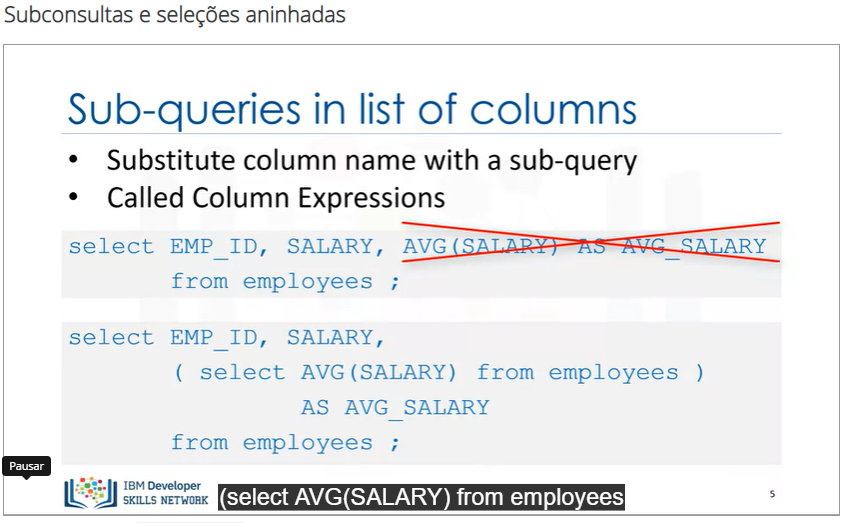 Subconsultas e seleções aninhadas
Sub-queries in list of columns
• Substitute column name with a sub-query
• Called Column Expressions
select EMP_ID, SALARY, AVG(SALARY) AS AVG_SALARY
from employees ;
select EMP_ID, SALARY,
( select AVG(SALARY) from employees )
AS AVG_SALARY
from employees ;
Pausar
IBM Developer
SKILLS NETWORK
(select AVG(SALARY) from employees
5